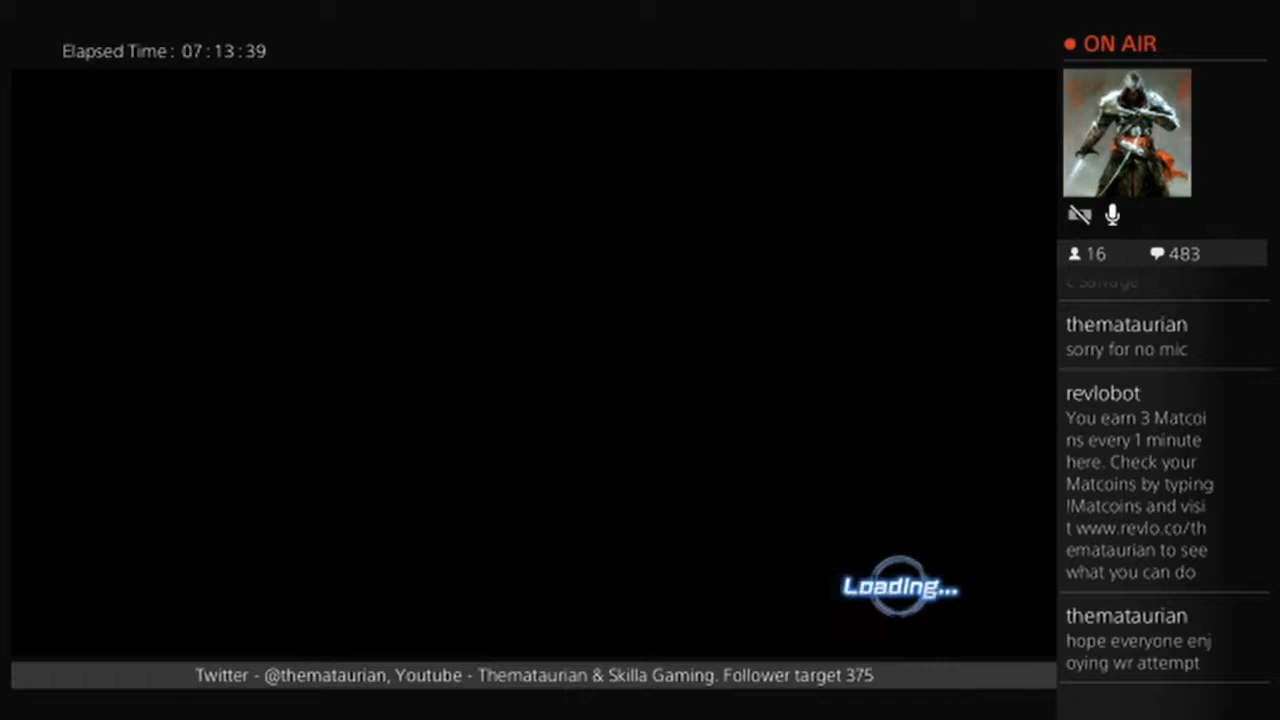 Elapsed Time: 07:13:39
ON AIR
16 483
themataurian
sorry for no mic
revlobot
You earn 3 Matcoi
ns every 1 minute
here. Check your
Matcoins by typing
!Matcoins and visi
t www.revlo.co/th
emataurian to see
what you can do
themataurian
hope everyone enj
oying wr attempt
Loading...
Twitter - @themataurian, Youtube - Themataurian & Skilla Gaming. Follower target 375